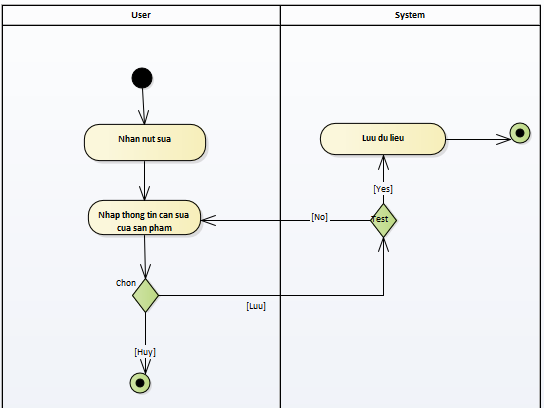 User
System
Nhan nut sua
Luu du lieu
[Yes]
Nhap thong tin can sua
cua san pham
[No]
Test
Chon
[Luu]
[Huy]